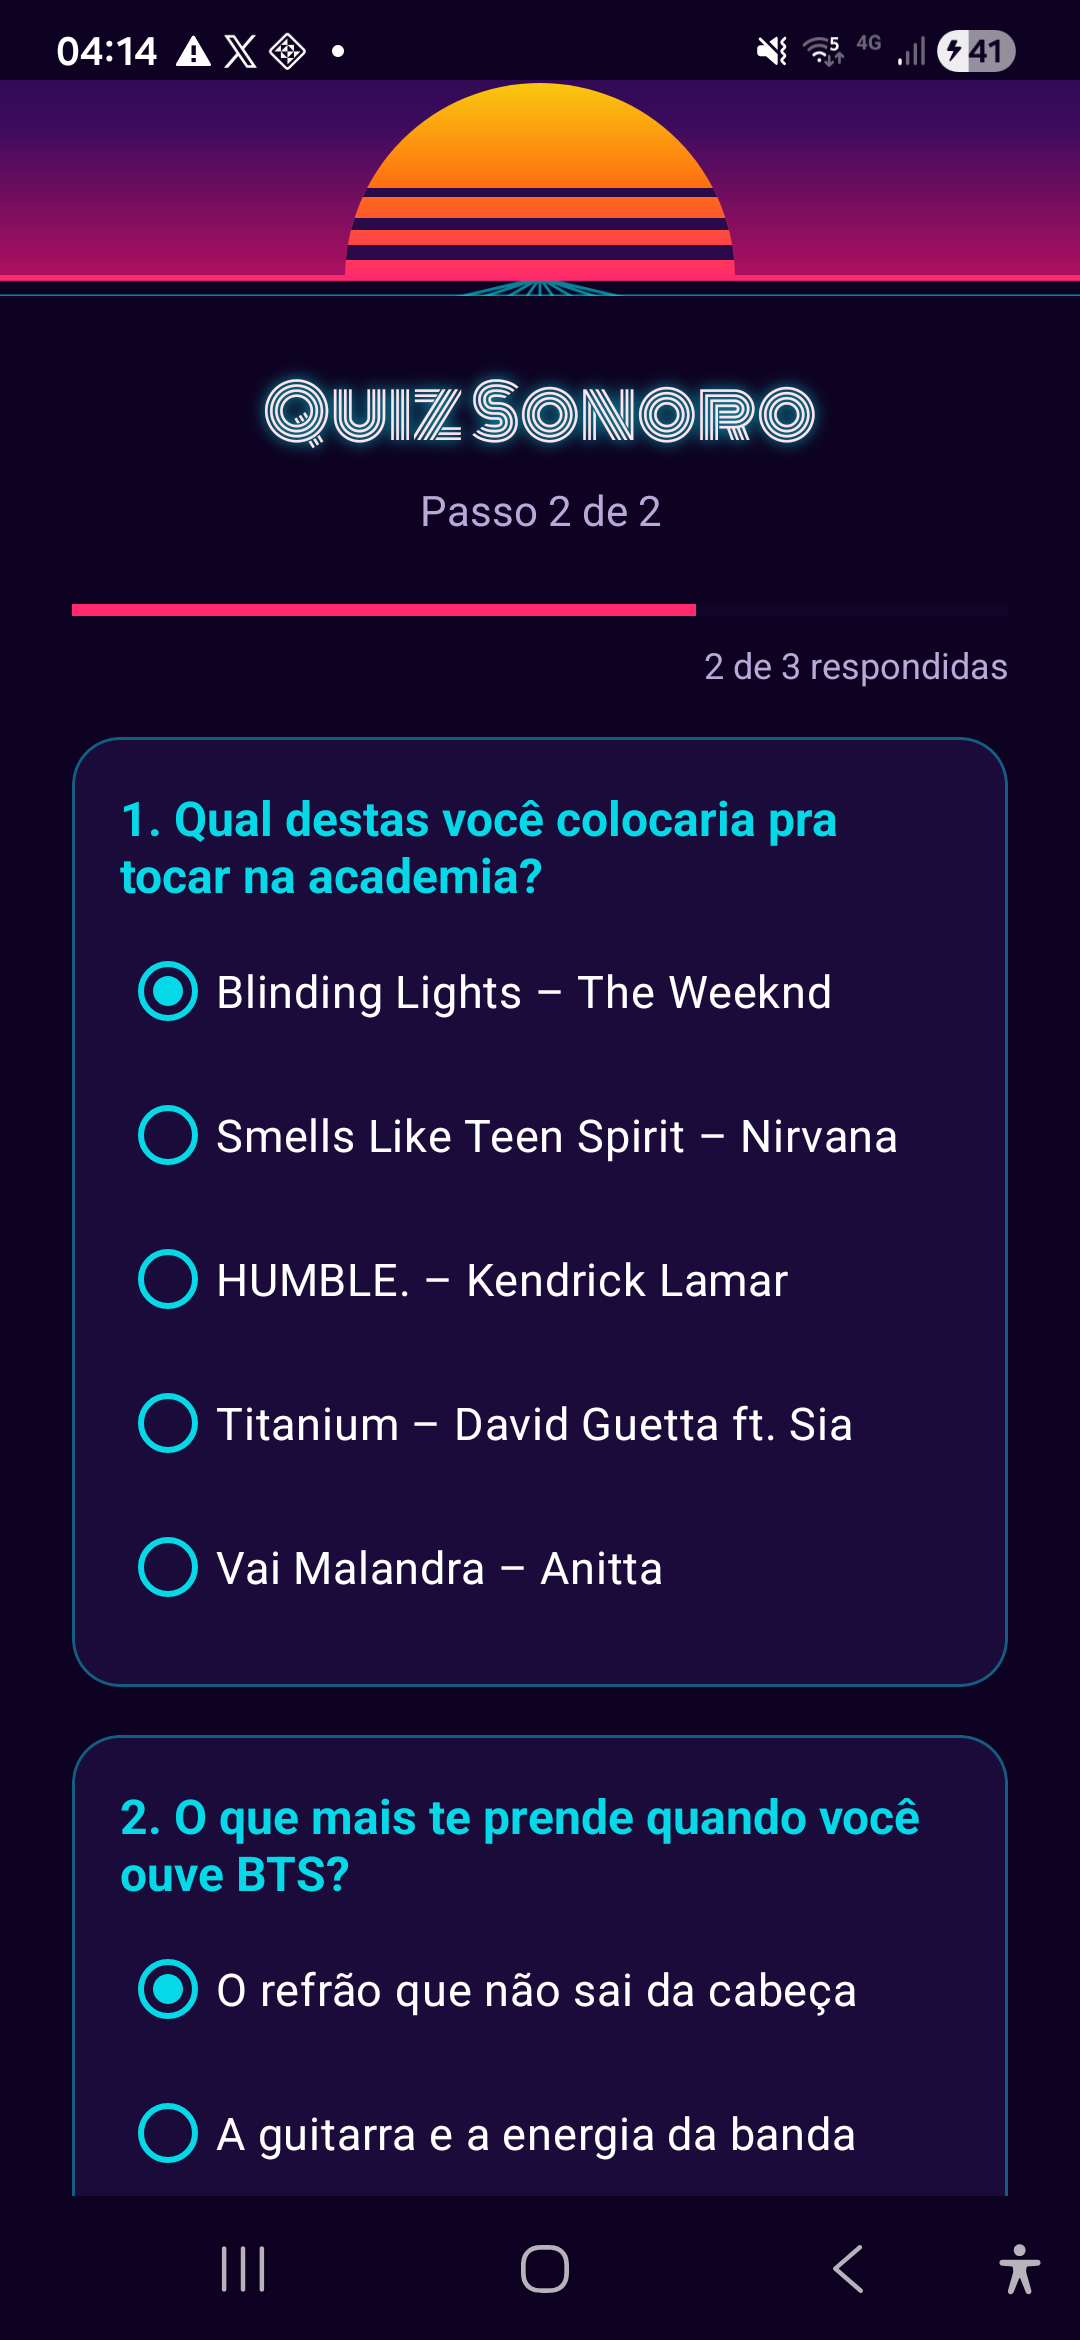 04:14
5
4G
41
Quiz Sonoro
Passo 2 de 2
2 de 3 respondidas
1. Qual destas você colocaria pra
tocar na academia?
Blinding Lights – The Weeknd
Smells Like Teen Spirit – Nirvana
HUMBLE. – Kendrick Lamar
Titanium – David Guetta ft. Sia
Vai Malandra – Anitta
2. O que mais te prende quando você
ouve BTS?
O refrão que não sai da cabeça
A guitarra e a energia da banda